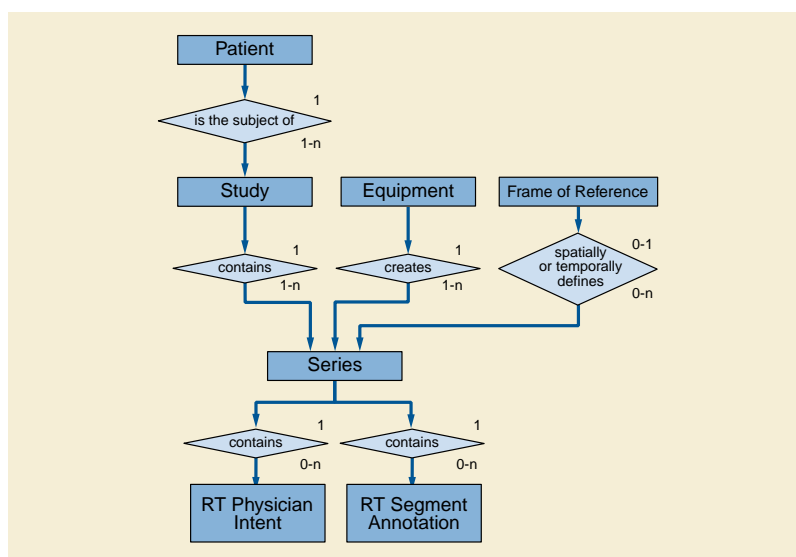 Patient
1
is the subject of
1-n
Study
Equipment
Frame of Reference
1
contains
1-n
1
creates
1-n
0-1
spatially
or temporally
defines
0-n
Series
1
contains
0-n
1
contains
0-n
RT Physician
Intent
RT Segment
Annotation